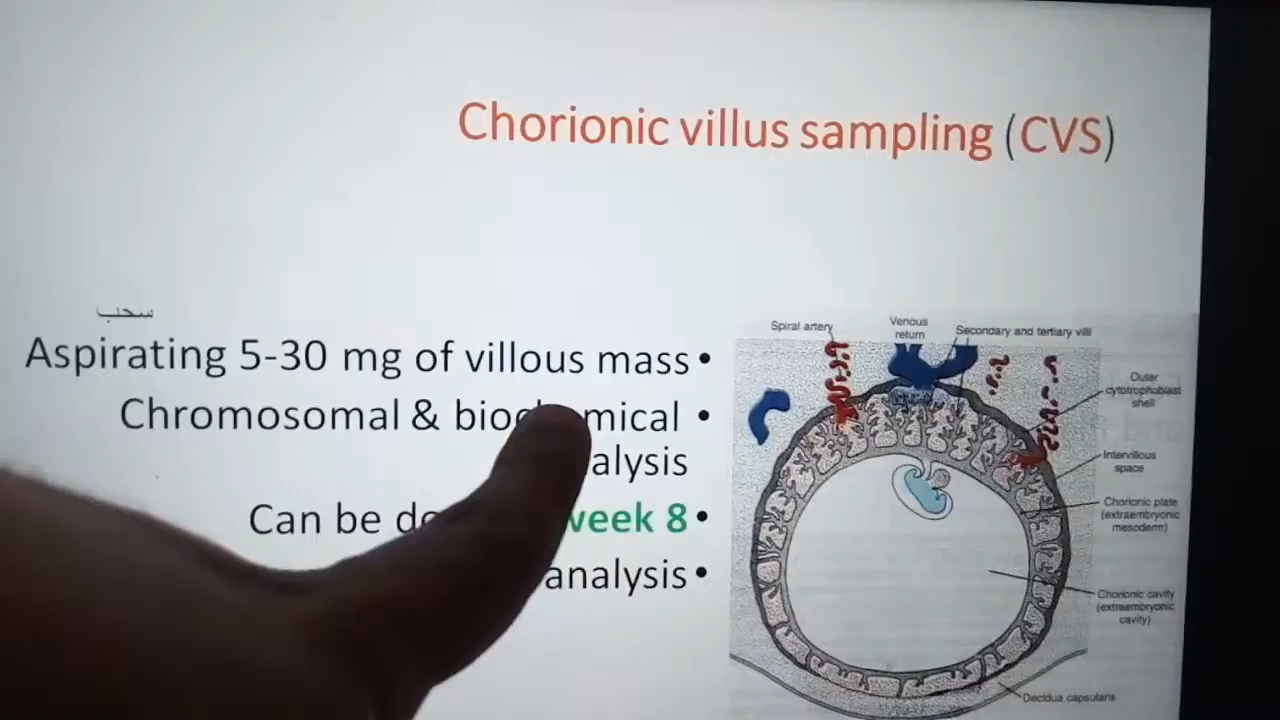 Chorionic villus sampling (CVS)
سحب
Aspirating 5-30 mg of villous mass •
Chromosomal & mical •
alysis
Can be week 8 •
analysis •
Spiral artery
Venous
return
Secondary and tertiary villi
Outer
cytotrophoblast
shell
Intervillous
space
Chorionic plate
(extraembryonic
mesoderm)
Chorionic cavity
(extraembryonic
cavity)
Decidua capsularis